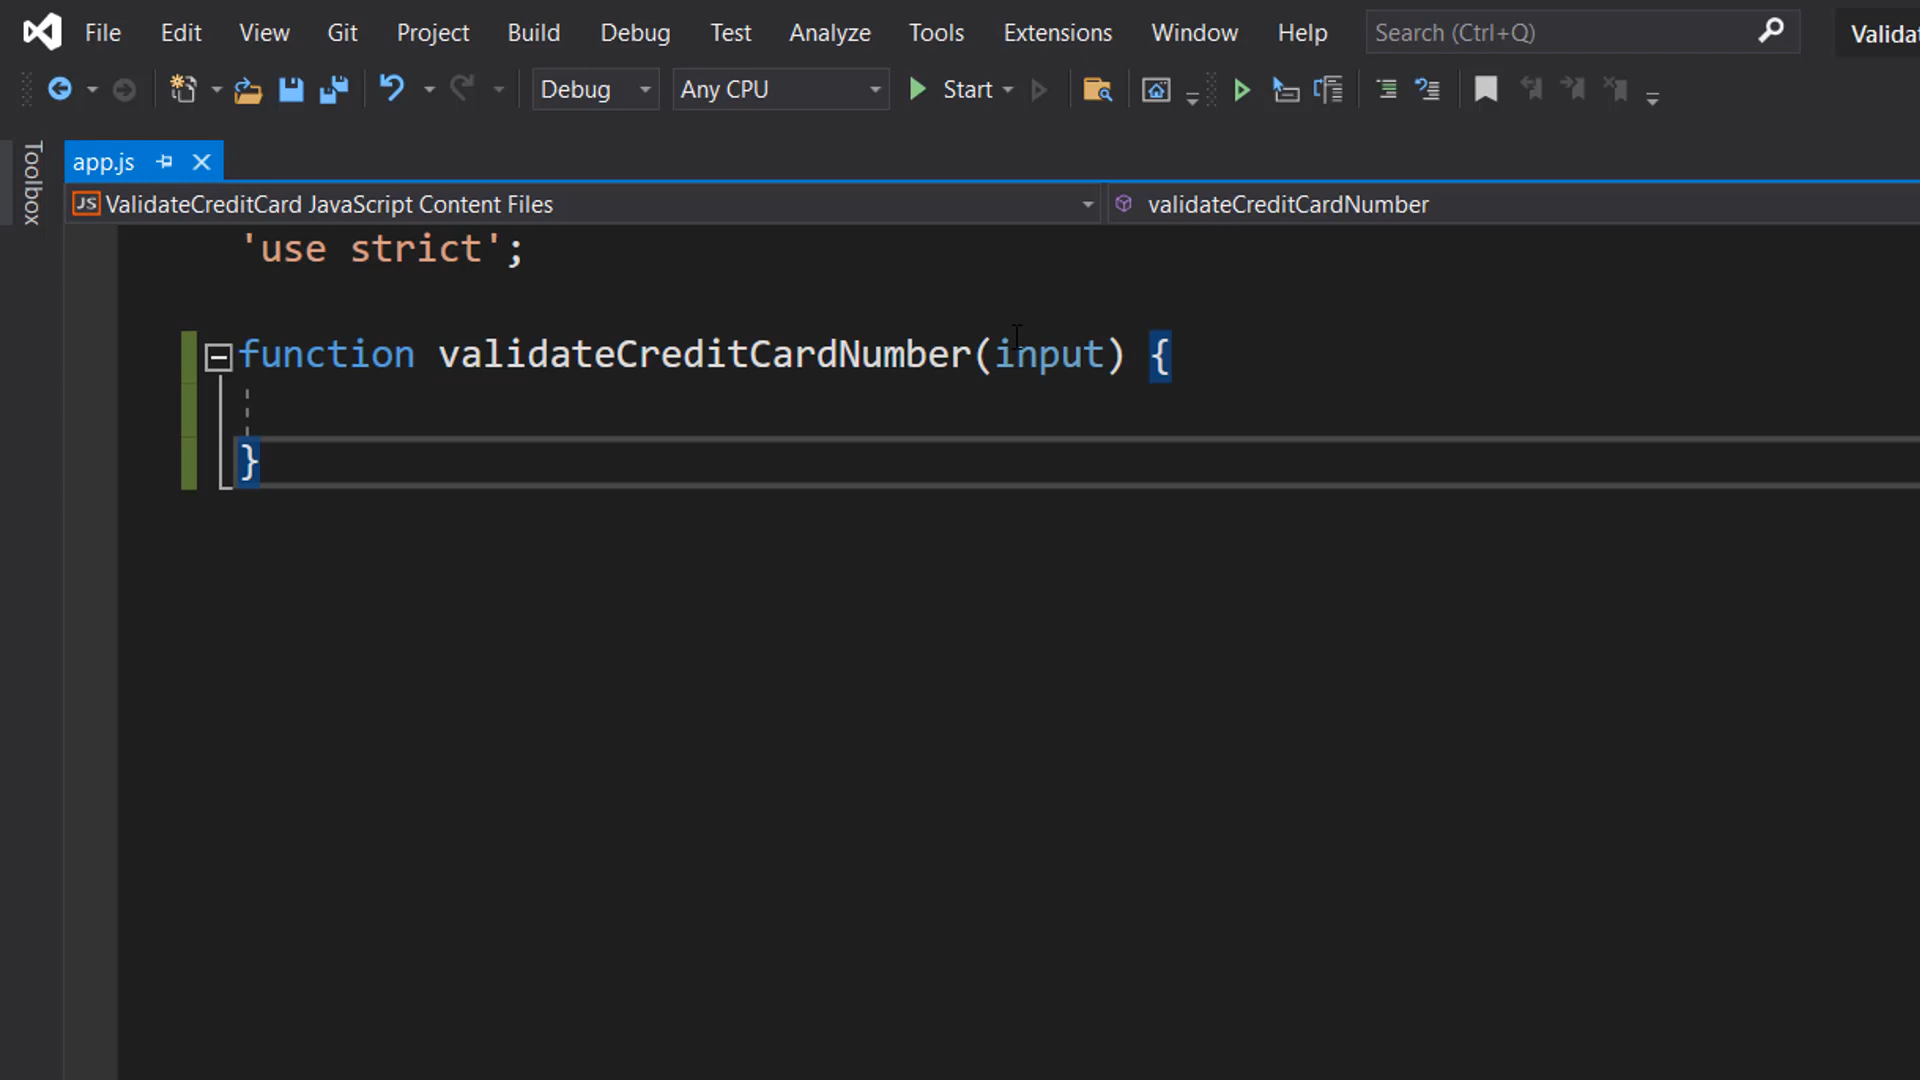 File Edit View Git Project Build Debug Test Analyze Tools Extensions Window Help Search (Ctrl+Q)
Debug Any CPU Start
Toolbox
app.js
JS ValidateCreditCard JavaScript Content Files validateCreditCardNumber
'use strict';
function validateCreditCardNumber(input) {
}